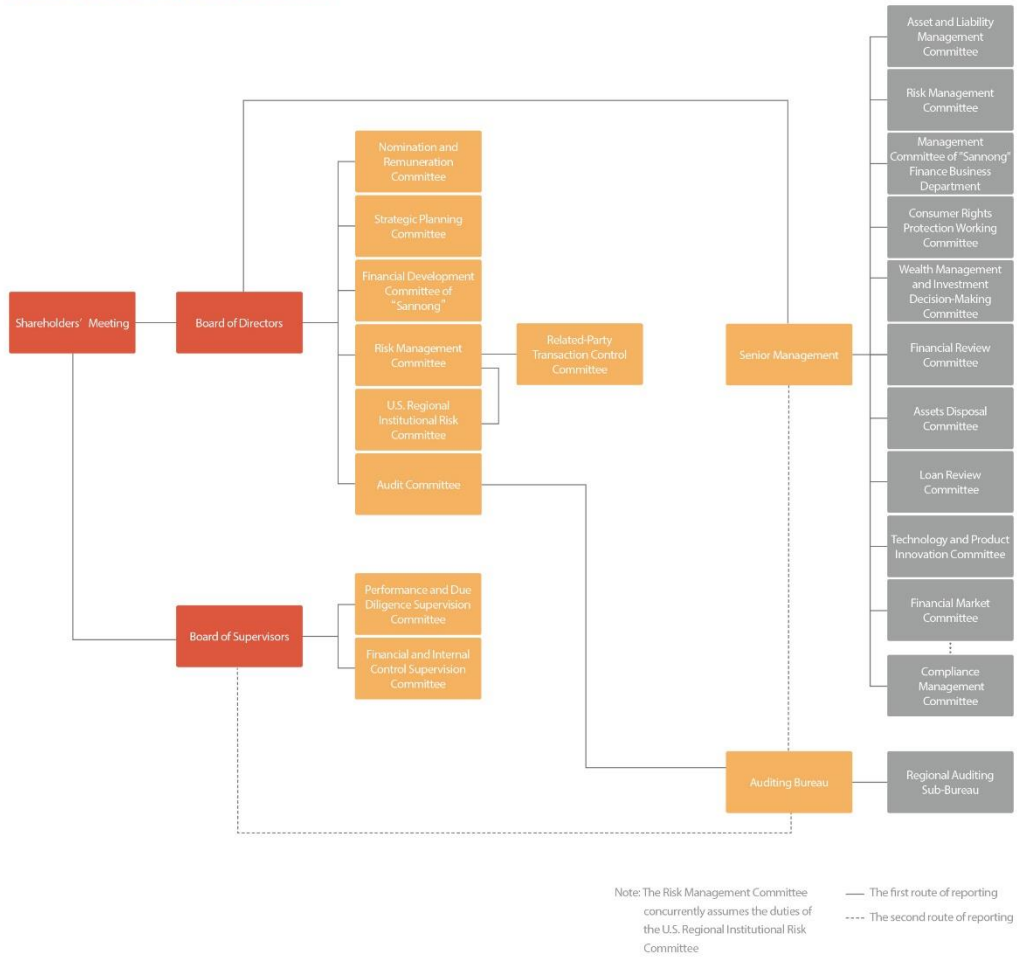 Shareholders' Meeting
Board of Directors
Board of Supervisors
Nomination and
Remuneration
Committee
Strategic Planning
Committee
Financial Development
Committee of
"Sannong"
Risk Management
Committee
U.S. Regional
Institutional Risk
Committee
Audit Committee
Related-Party
Transaction Control
Committee
Performance and Due
Diligence Supervision
Committee
Financial and Internal
Control Supervision
Committee
Senior Management
Auditing Bureau
Asset and Liability
Management
Committee
Risk Management
Committee
Management
Committee of "Sannong"
Finance Business
Department
Consumer Rights
Protection Working
Committee
Wealth Management
and Investment
Decision-Making
Committee
Financial Review
Committee
Assets Disposal
Committee
Loan Review
Committee
Technology and Product
Innovation Committee
Financial Market
Committee
Compliance
Management
Committee
Regional Auditing
Sub-Bureau
Note: The Risk Management Committee
concurrently assumes the duties of
the U.S. Regional Institutional Risk
Committee
The first route of reporting
The second route of reporting